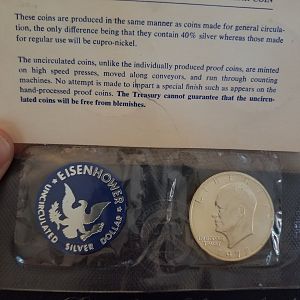 COIN
These coins are produced in the same manner as coins made for general circula-
tion, the only difference being that they contain 40% silver whereas those made
for regular use will be cupro-nickel.
The uncirculated coins, unlike the individually produced proof coins, are minted
on high speed presses, moved along conveyors, and run through counting
machines. No attempt is made to impart a special finish such as appears on the
hand-processed proof coins. The Treasury cannot guarantee that the uncircu-
lated coins will be free from blemishes.
EISENHOWER
UNCIRCULATED SILVER DOLLAR